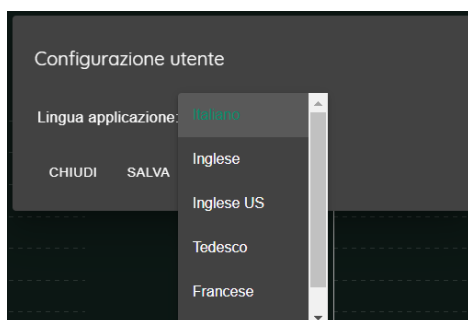 Configurazione utente
Lingua applicazione:
Italiano
Inglese
CHIUDI SALVA
Inglese US
Tedesco
Francese